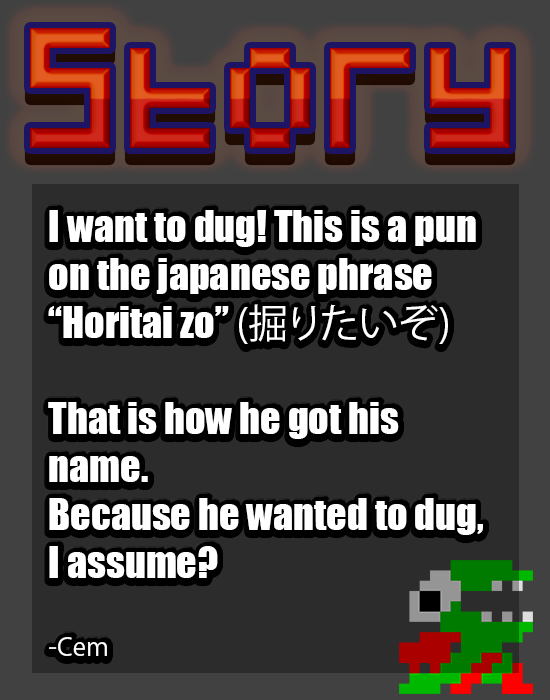 Story
I want to dug! This is a pun
on the japanese phrase
“Horitai zo” (掘りたいぞ)
That is how he got his
name.
Because he wanted to dug,
I assume?
-Cem